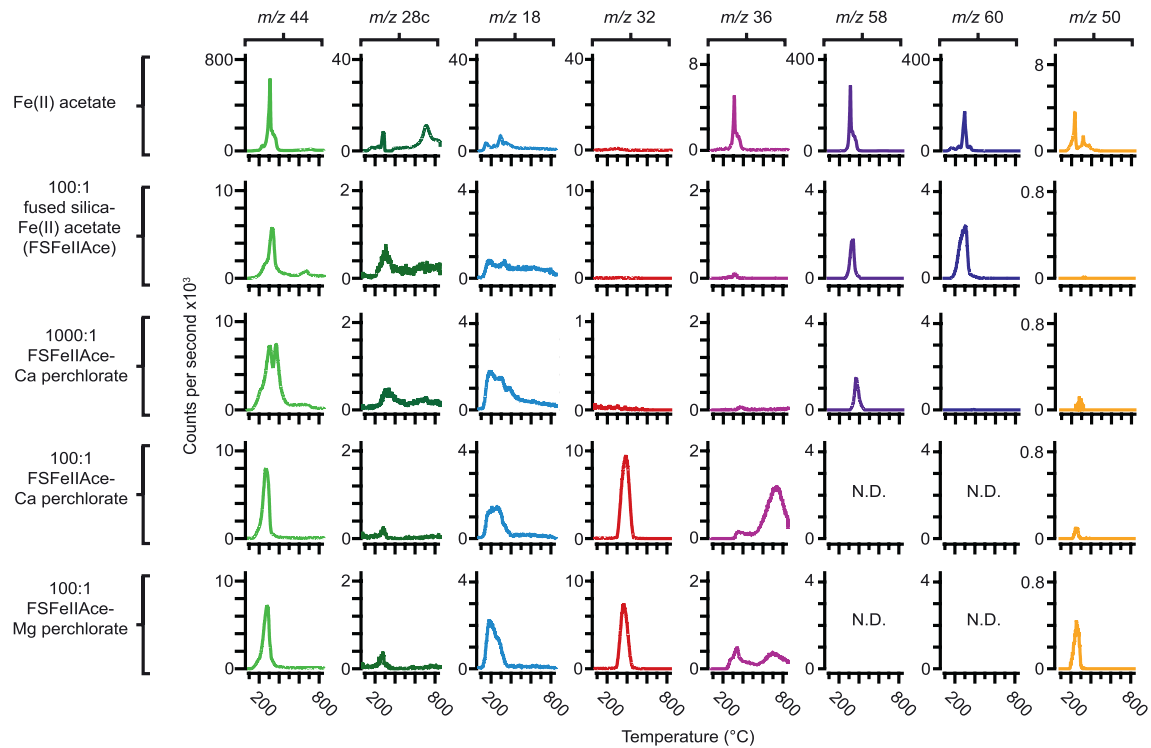 m/z 44 m/z 28c m/z 18 m/z 32 m/z 36 m/z 58 m/z 60 m/z 50
800 40 40 40 8 400 400 8
Fe(II) acetate
0 0 0 0 0 0 0 0
100:1
fused silica-
Fe(II) acetate
(FSFeIIAce)
10 2 4 10 2 4 4 0.8
0 0 0 0 0 0 0 0
Counts per second x10³
1000:1
FSFeIIAce-
Ca perchlorate
10 2 4 1 2 4 4 0.8
0 0 0 0 0 0 0 0
100:1
FSFeIIAce-
Ca perchlorate
10 2 4 10 2 4 4 0.8
N.D. N.D.
0 0 0 0 0 0 0 0
100:1
FSFeIIAce-
Mg perchlorate
10 2 4 10 2 4 4 0.8
N.D. N.D.
0 0 0 0 0 0 0 0
200 800 200 800 200 800 200 800 200 800 200 800 200 800 200 800
Temperature (°C)